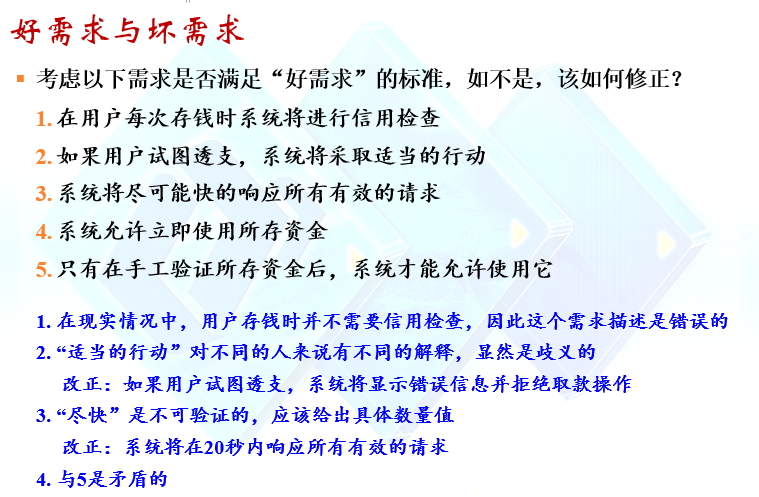 好需求与坏需求
考虑以下需求是否满足“好需求”的标准，如不是，该如何修正？
1. 在用户每次存钱时系统将进行信用检查
2. 如果用户试图透支，系统将采取适当的行动
3. 系统将尽可能快的响应所有有效的请求
4. 系统允许立即使用所存资金
5. 只有在手工验证所存资金后，系统才能允许使用它
1. 在现实情况中，用户存钱时并不需要信用检查，因此这个需求描述是错误的
2. “适当的行动”对不同的人来说有不同的解释，显然是歧义的
改正：如果用户试图透支，系统将显示错误信息并拒绝取款操作
3. “尽快”是不可验证的，应该给出具体数量值
改正：系统将在20秒内响应所有有效的请求
4. 与5是矛盾的